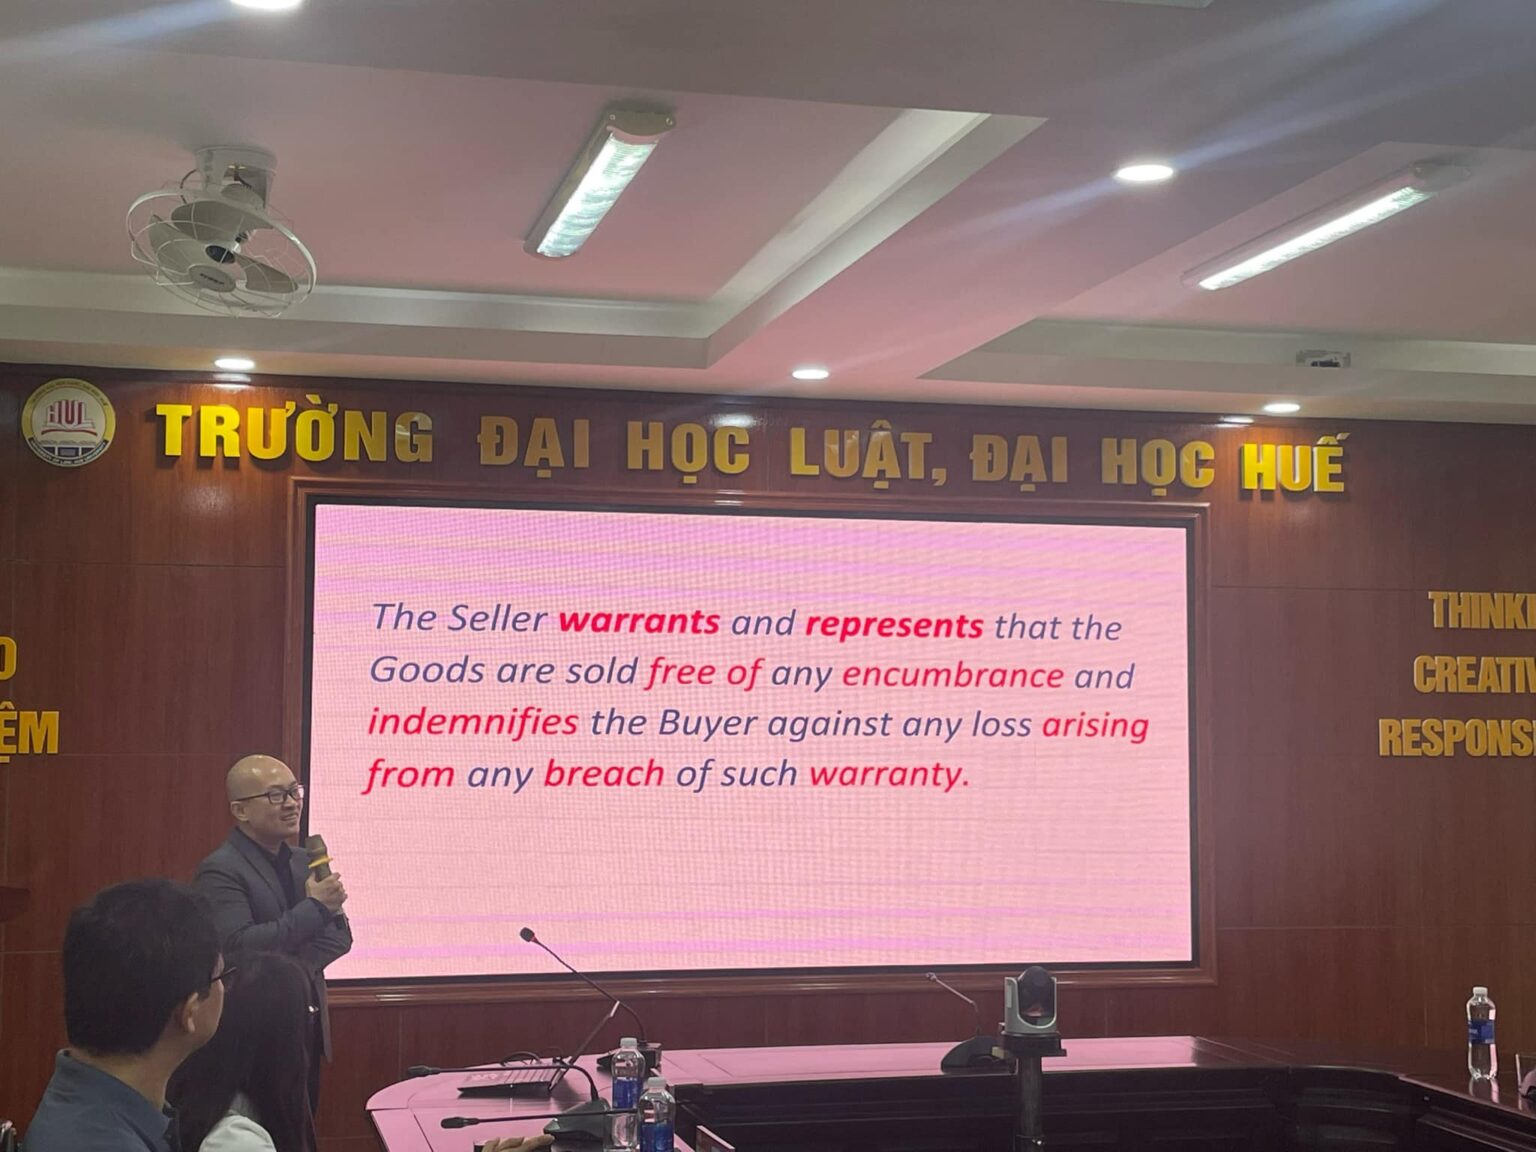 TRƯỜNG ĐẠI HỌC LUẬT, ĐẠI HỌC HUẾ
HUL
The Seller warrants and represents that the
Goods are sold free of any encumbrance and
indemnifies the Buyer against any loss arising
from any breach of such warranty.